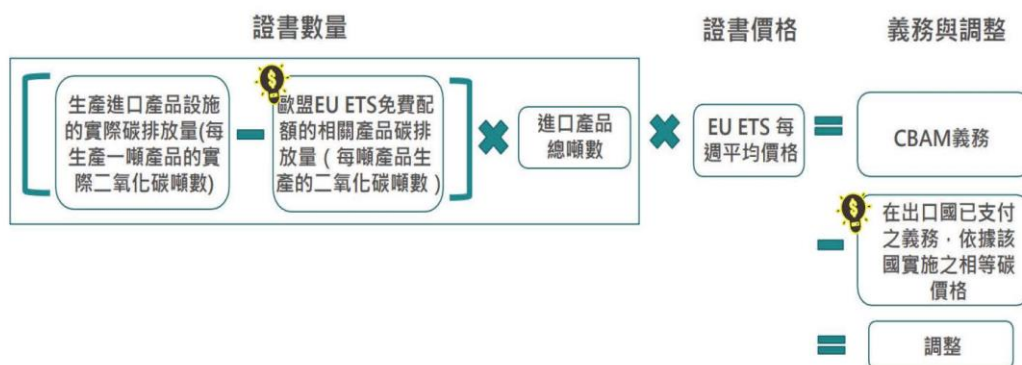 證書數量
證書價格
義務與調整
生產進口產品設施
的實際碳排放量(每
生產一噸產品的實
際二氧化碳噸數)
歐盟EU ETS免費配
額的相關產品碳排
放量(每噸產品生
產的二氧化碳噸數)
進口產品
總噸數
EU ETS 每
週平均價格
CBAM義務
在出口國已支付
之義務,依據該
國實施之相等碳
價格
調整